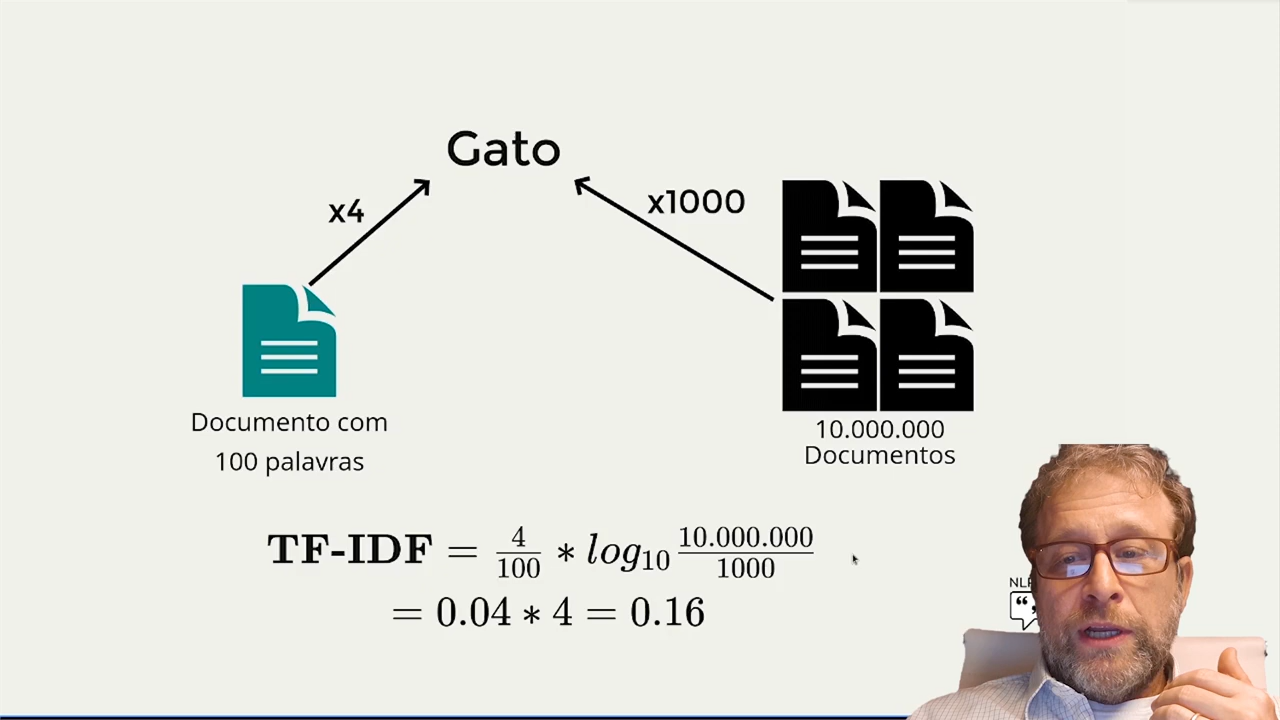 Gato
x4
x1000
Documento com
100 palavras
10.000.000
Documentos
TF-IDF = 4/100 * log10 10.000.000/1000
= 0.04 * 4 = 0.16
NLP